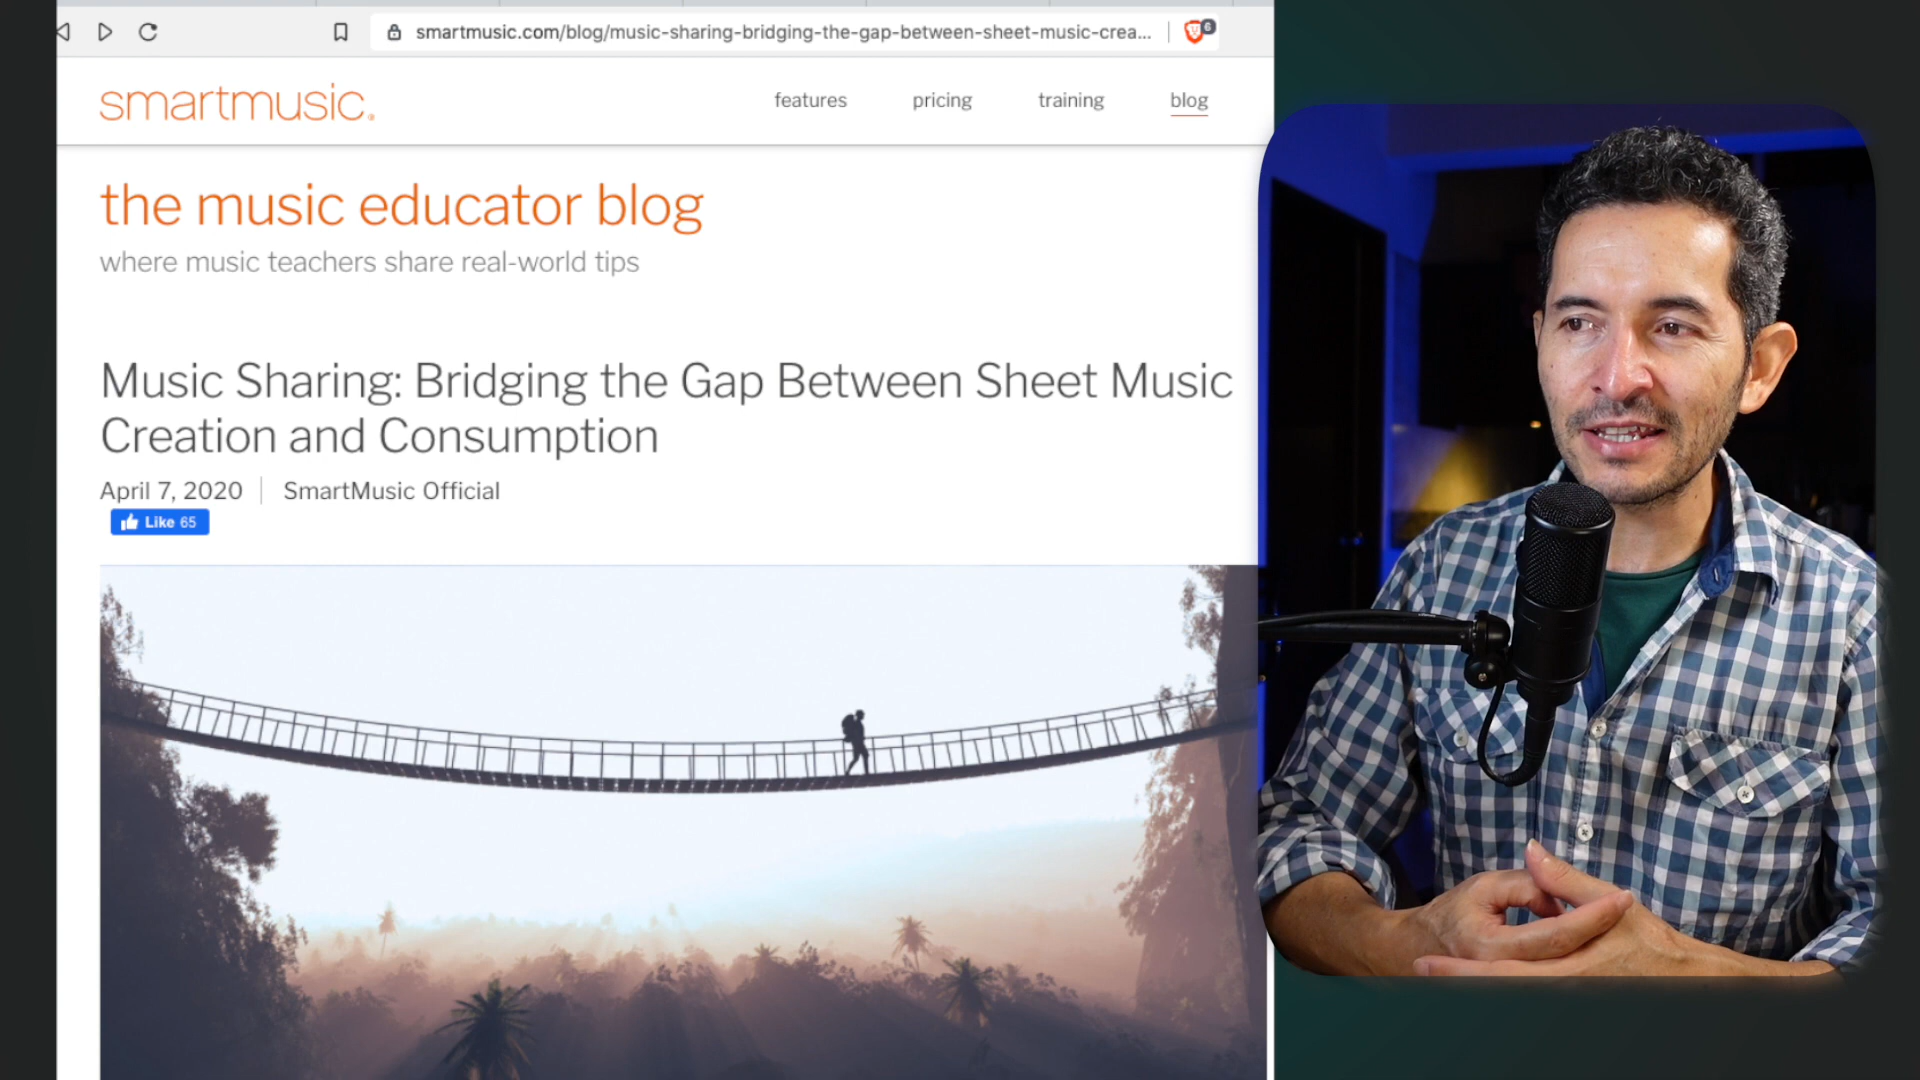 smartmusic.com/blog/music-sharing-bridging-the-gap-between-sheet-music-crea...
6
smartmusic.
features
pricing
training
blog
the music educator blog
where music teachers share real-world tips
Music Sharing: Bridging the Gap Between Sheet Music
Creation and Consumption
April 7, 2020 | SmartMusic Official
Like 65